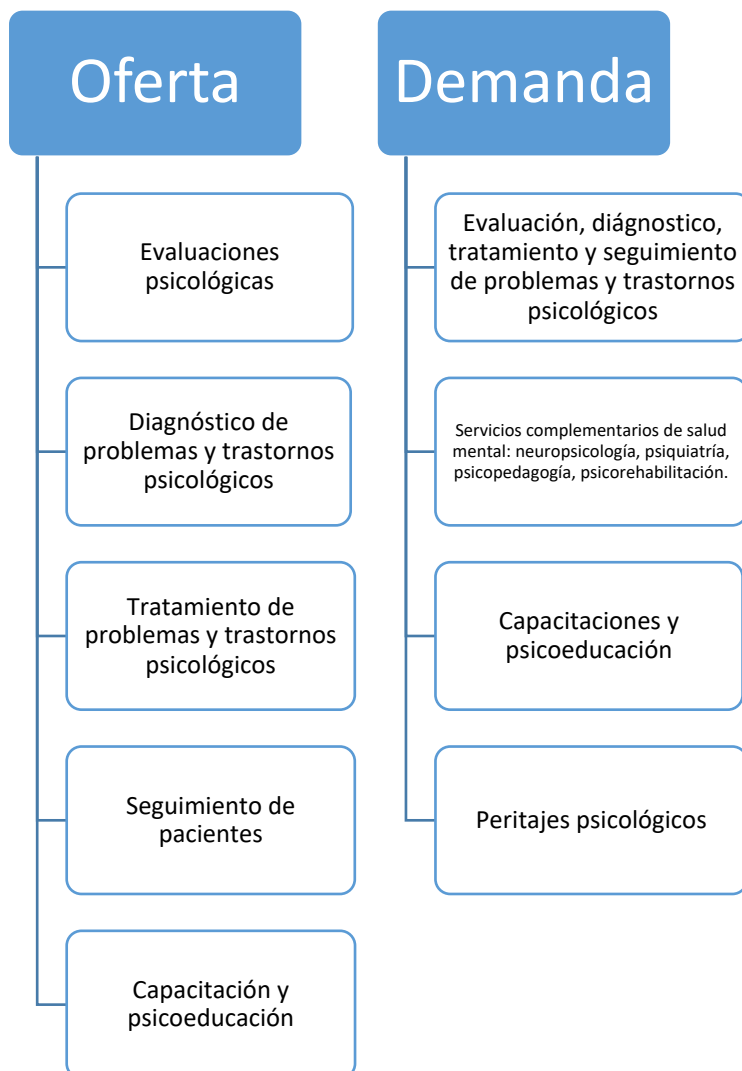 Oferta
Evaluaciones
psicológicas
Diagnóstico de
problemas y trastornos
psicológicos
Tratamiento de
problemas y trastornos
psicológicos
Seguimiento de
pacientes
Capacitación y
psicoeducación
Demanda
Evaluación, diágnostico,
tratamiento y seguimiento
de problemas y trastornos
psicológicos
Servicios complementarios de salud
mental: neuropsicología, psiquiatría,
psicopedagogía, psicorehabilitación.
Capacitaciones y
psicoeducación
Peritajes psicológicos